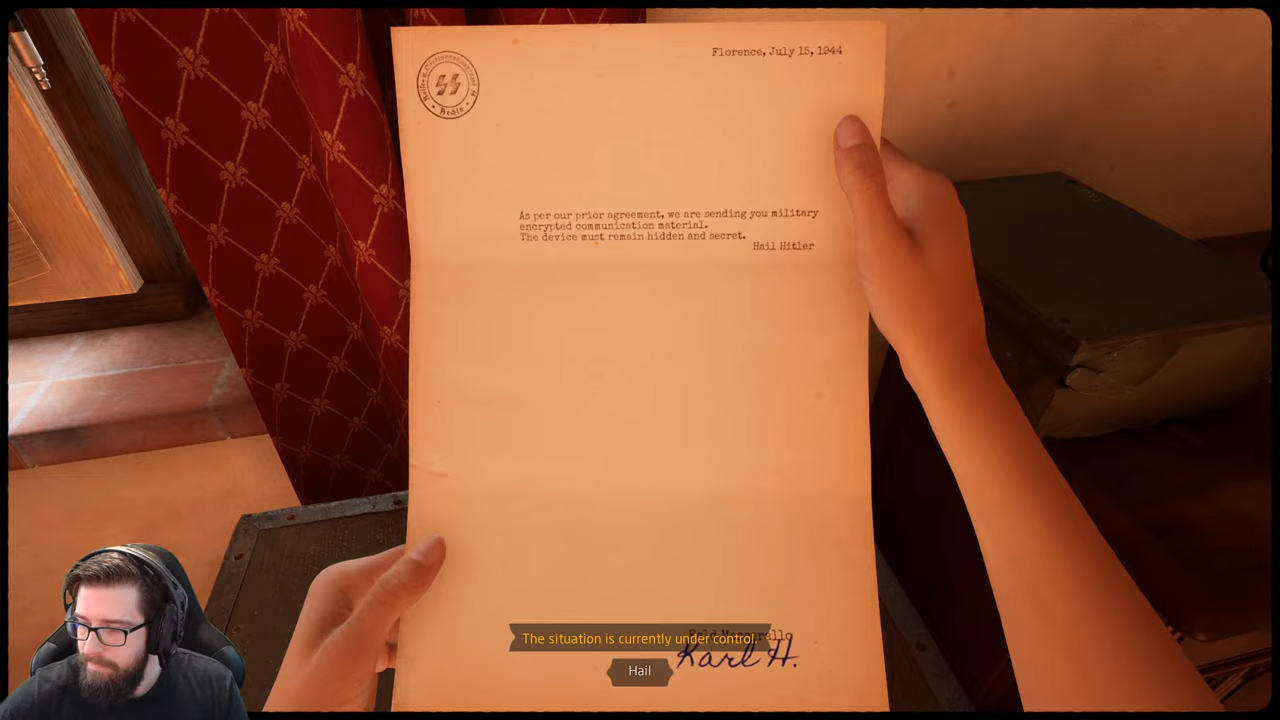 Florence, July 15, 1944
As per our prior agreement, we are sending you military
encrypted communication material.
The device must remain hidden and secret.
Hail Hitler
The situation is currently under control.
Karl H.
Hail